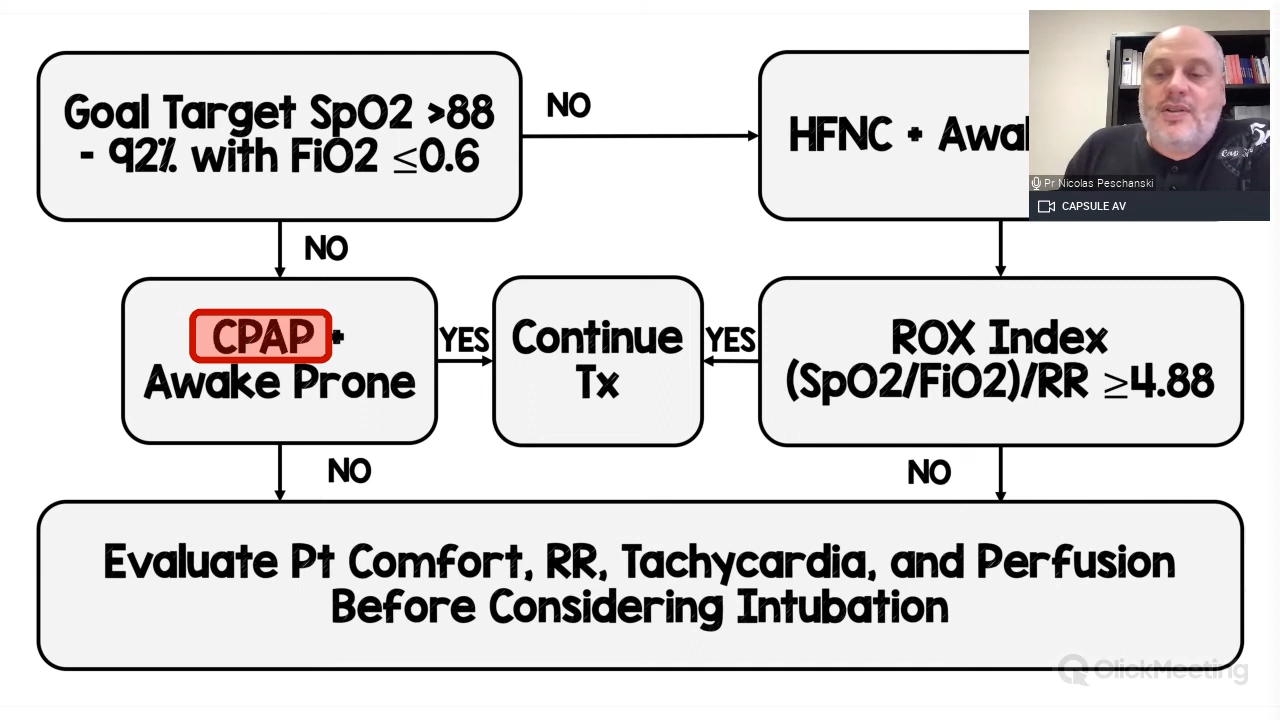 Goal Target SpO2 >88
- 92% with FiO2 ≤0.6
NO
HFNC +
Pr Nicolas Peschanski
CAPSULE AV
NO
CPAP +
Awake Prone
YES
Continue
Tx
YES
ROX Index
(SpO2/FiO2)/RR ≥4.88
NO
NO
Evaluate Pt Comfort, RR, Tachycardia, and Perfusion
Before Considering Intubation
ClickMeeting